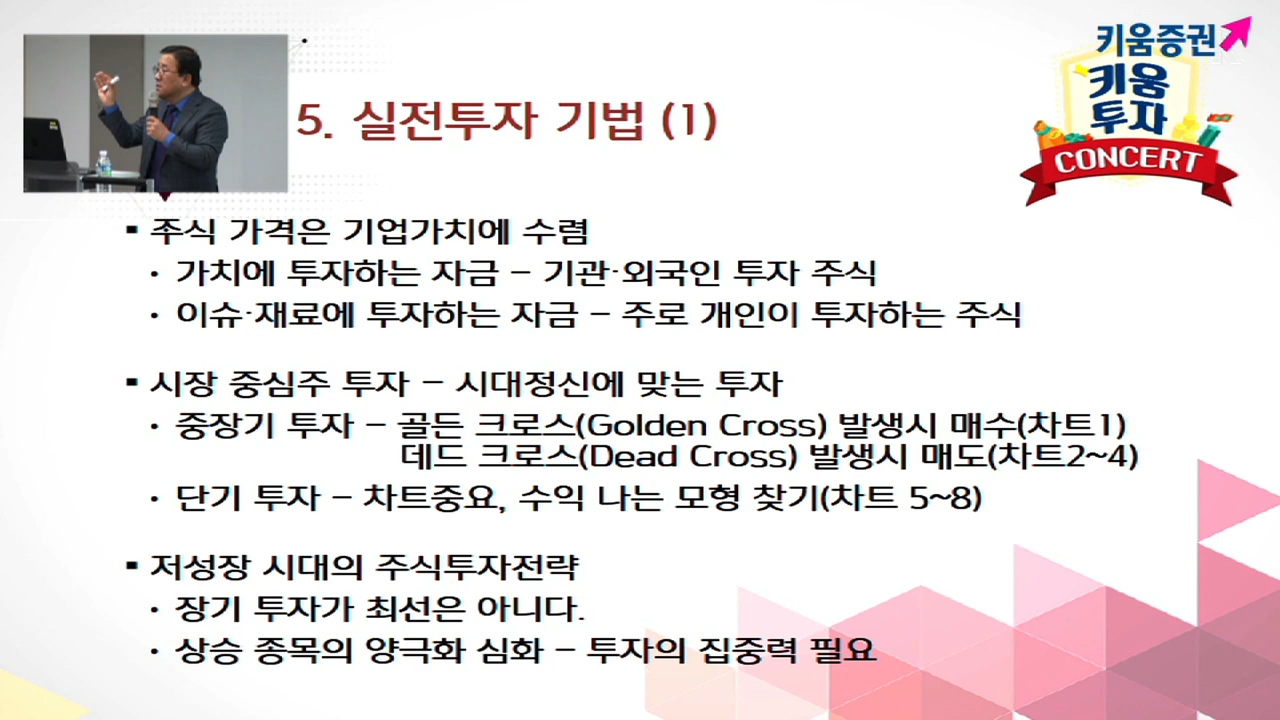 키움증권
키움
투자
CONCERT
5. 실전투자 기법 (1)
▪ 주식 가격은 기업가치에 수렴
• 가치에 투자하는 자금 – 기관·외국인 투자 주식
• 이슈·재료에 투자하는 자금 – 주로 개인이 투자하는 주식
▪ 시장 중심주 투자 – 시대정신에 맞는 투자
• 중장기 투자 – 골든 크로스(Golden Cross) 발생시 매수(차트1)
데드 크로스(Dead Cross) 발생시 매도(차트2~4)
• 단기 투자 – 차트중요, 수익 나는 모형 찾기(차트 5~8)
▪ 저성장 시대의 주식투자전략
• 장기 투자가 최선은 아니다.
• 상승 종목의 양극화 심화 – 투자의 집중력 필요